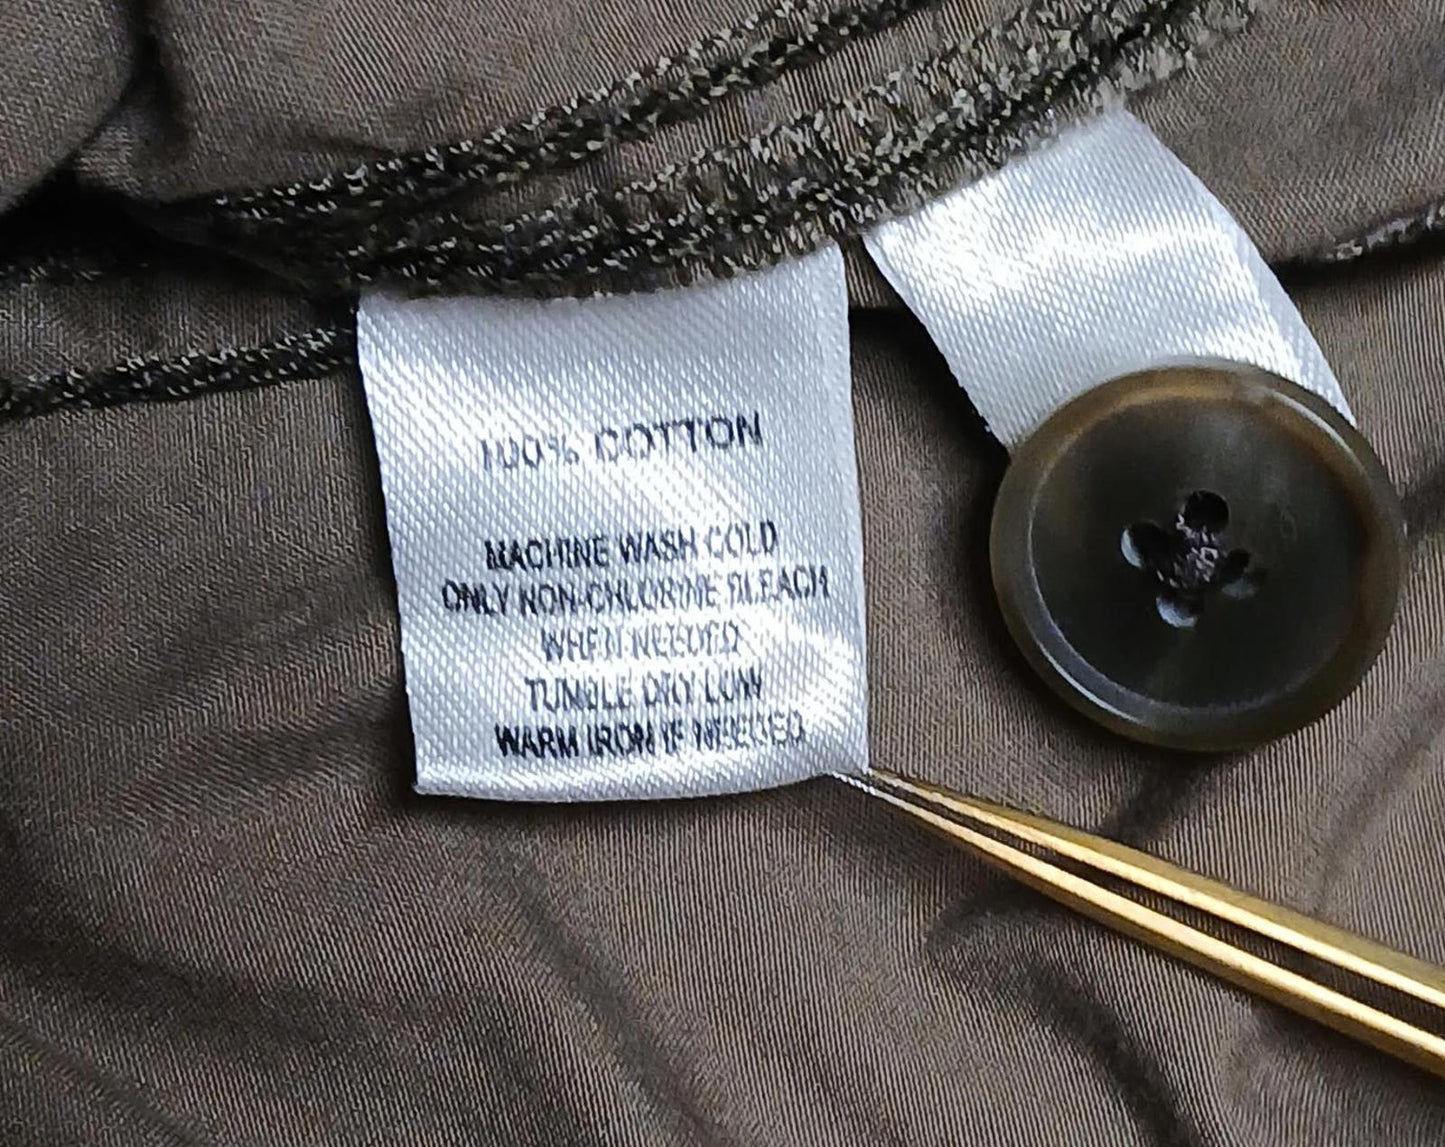 100% COTTON
MACHINE WASH COLD
ONLY NON-CHLORINE BLEACH
WHEN NEEDED
TUMBLE DRY LOW
WARM IRON IF NEEDED